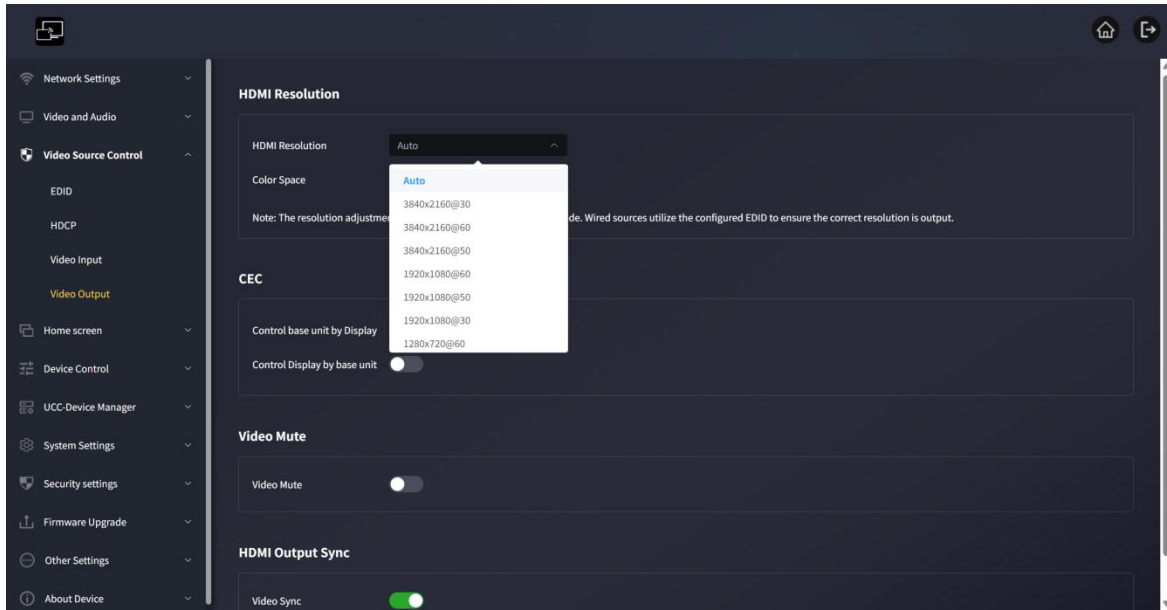 Network Settings
Video and Audio
Video Source Control
EDID
HDCP
Video Input
Video Output
Home screen
Device Control
UCC-Device Manager
System Settings
Security settings
Firmware Upgrade
Other Settings
About Device
HDMI Resolution
HDMI Resolution
Auto
Color Space
Auto
3840x2160@30
3840x2160@60
3840x2160@50
1920x1080@60
1920x1080@50
1920x1080@30
1280x720@60
Note: The resolution adjustme de. Wired sources utilize the configured EDID to ensure the correct resolution is output.
CEC
Control base unit by Display
Control Display by base unit
Video Mute
Video Mute
HDMI Output Sync
Video Sync